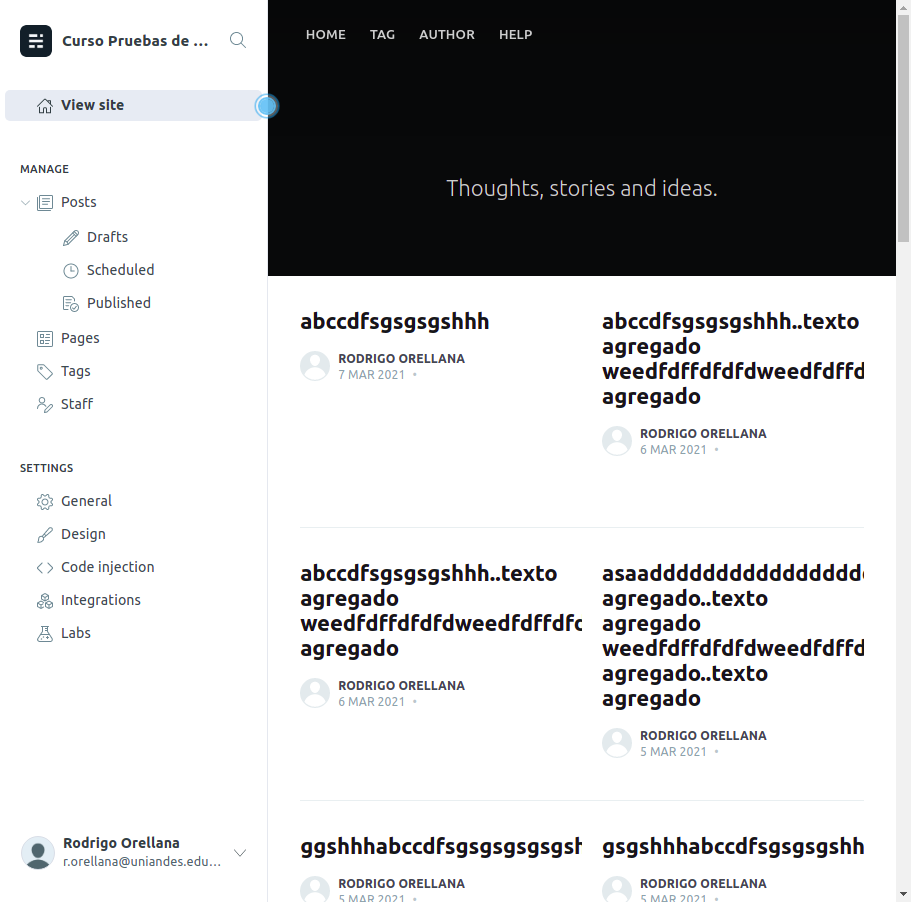 Curso Pruebas de ...
View site
MANAGE
Posts
Drafts
Scheduled
Published
Pages
Tags
Staff
SETTINGS
General
Design
Code injection
Integrations
Labs
Rodrigo Orellana
r.orellana@uniandes.edu...
HOME TAG AUTHOR HELP
Thoughts, stories and ideas.
abccdfsgsgsgshhh
RODRIGO ORELLANA
7 MAR 2021 •
abccdfsgsgsgshhh..texto
agregado
weedfdffdfdfdweedfdffd
agregado
RODRIGO ORELLANA
6 MAR 2021 •
abccdfsgsgsgshhh..texto
agregado
weedfdffdfdfdweedfdffdfd
agregado
RODRIGO ORELLANA
6 MAR 2021 •
agregado..texto
agregado
weedfdffdfdfdweedfdffd
agregado..texto
agregado
RODRIGO ORELLANA
5 MAR 2021 •
ggshhhabccdfsgsgsgsgsgsh
RODRIGO ORELLANA
5 MAR 2021 •
gsgshhhabccdfsgsgsgshh
RODRIGO ORELLANA
5 MAR 2021 •